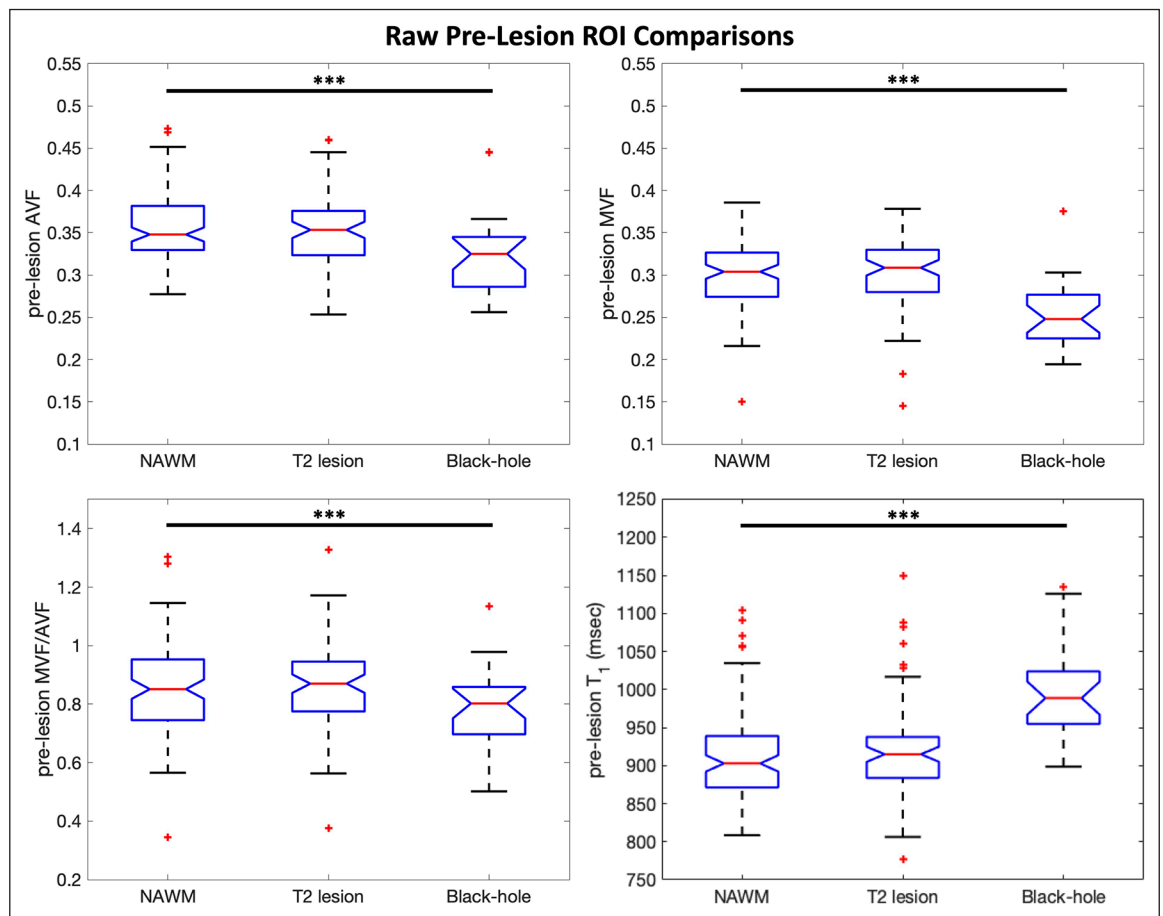 Raw Pre-Lesion ROI Comparisons
pre-lesion AVF
0.55
0.5
0.45
0.4
0.35
0.3
0.25
0.2
0.15
0.1
***
NAWM
T2 lesion
Black-hole
pre-lesion MVF
0.55
0.5
0.45
0.4
0.35
0.3
0.25
0.2
0.15
0.1
***
NAWM
T2 lesion
Black-hole
pre-lesion MVF/AVF
1.4
1.2
1
0.8
0.6
0.4
0.2
***
NAWM
T2 lesion
Black-hole
pre-lesion T1 (msec)
1250
1200
1150
1100
1050
1000
950
900
850
800
750
***
NAWM
T2 lesion
Black-hole